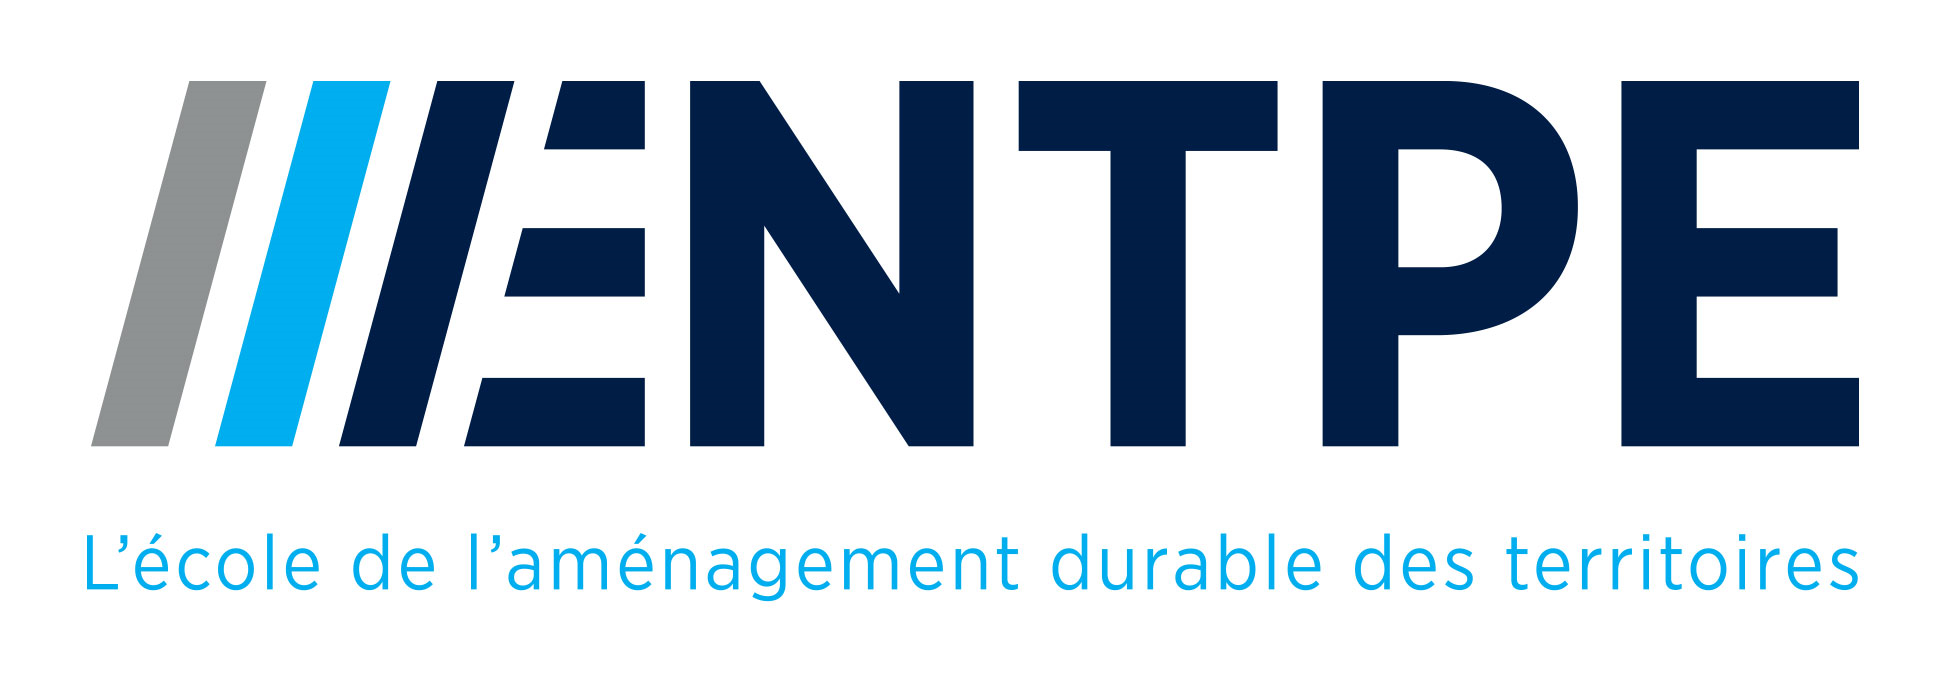 ENTPE
L’école de l’aménagement durable des territoires